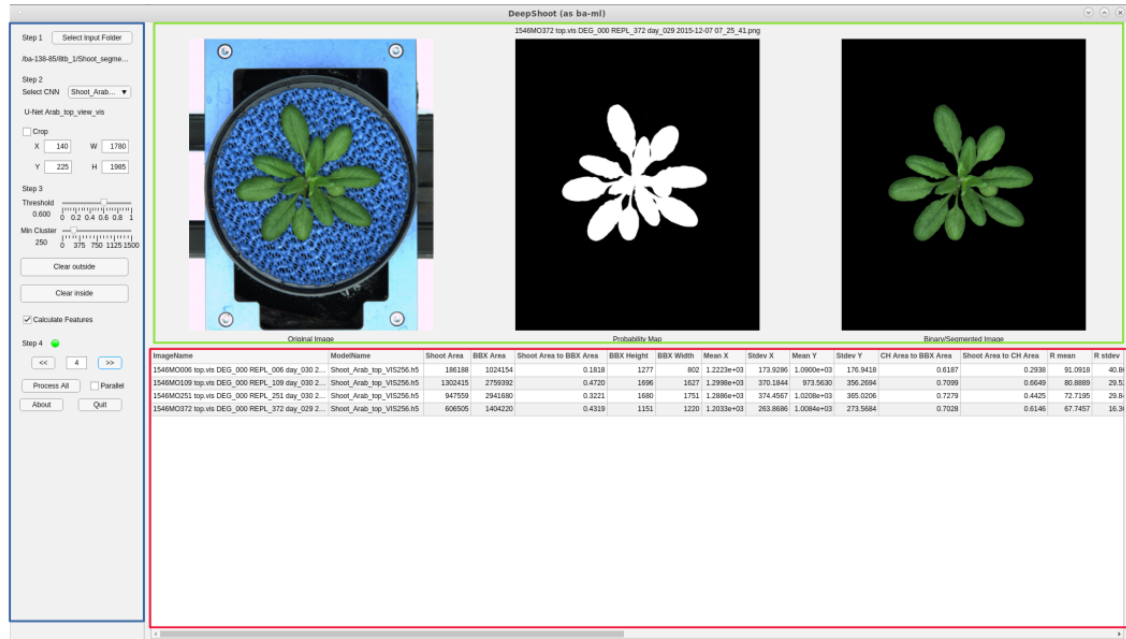 DeepShoot (as ba-ml)
Step 1 Select Input Folder
/ba-138-85/8tb_1/Shoot_segme...
Step 2
Select CNN Shoot_Arab...
U-Net Arab_top_view_vis
Crop
X 140 W 1780
Y 225 H 1985
Step 3
Threshold
0.600 0 0.2 0.4 0.6 0.8 1
Min Cluster
250 0 375 750 1125 1500
Clear outside
Clear inside
Calculate Features
Step 4
<< 4 >>
Process All Parallel
About Quit
1546MO372 top.vis DEG_000 REPL_372 day_029 2015-12-07 07_25_41.png
Original Image Probability Map Binary/Segmented Image
ImageName ModelName Shoot Area BBX Area Shoot Area to BBX Area BBX Height BBX Width Mean X Stdev X Mean Y Stdev Y CH Area to BBX Area Shoot Area to CH Area R mean R stdev
1546MO006 top.vis DEG_000 REPL_006 day_030 2... Shoot_Arab_top_VIS256.h5 186188 1024154 0.1818 1277 802 1.2223e+03 173.9286 1.0900e+03 176.9418 0.6187 0.2938 91.0918 40.8
1546MO109 top.vis DEG_000 REPL_109 day_030 2... Shoot_Arab_top_VIS256.h5 1302415 2759392 0.4720 1696 1627 1.2998e+03 370.1844 973.5630 356.2694 0.7099 0.6649 80.8889 29.5
1546MO251 top.vis DEG_000 REPL_251 day_030 2... Shoot_Arab_top_VIS256.h5 947559 2941680 0.3221 1680 1751 1.2886e+03 374.4567 1.0208e+03 365.0206 0.7279 0.4425 72.7195 29.8
1546MO372 top.vis DEG_000 REPL_372 day_029 2... Shoot_Arab_top_VIS256.h5 606505 1404220 0.4319 1151 1220 1.2033e+03 263.8686 1.0084e+03 273.5684 0.7028 0.6146 67.7457 16.3